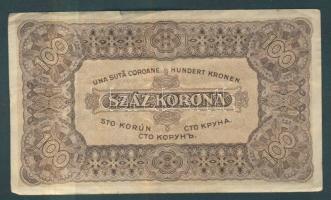 100 100
UNA SUTĂ COROANE HUNDERT KRONEN
SZÁZ KORONA
STO KORÚN СТО КРУНА
СТО КОРУНЪ
100 100